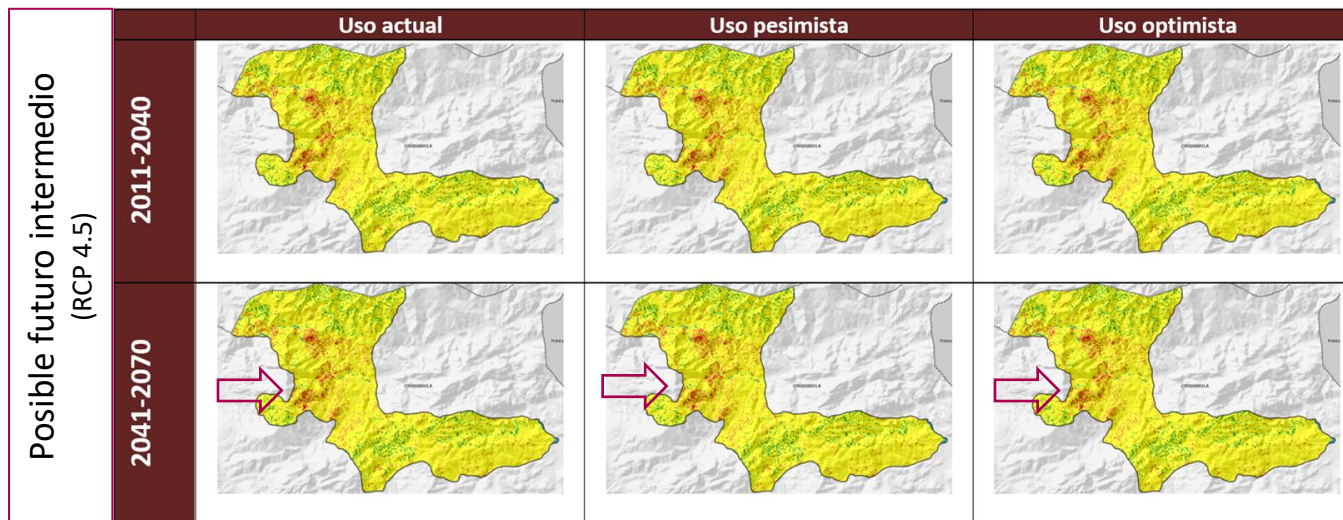 Posible futuro intermedio
(RCP 4.5)
Uso actual
Uso pesimista
Uso optimista
2011-2040
CHIQUIMULA
CHIQUIMULA
CHIQUIMULA
2041-2070
CHIQUIMULA
CHIQUIMULA
CHIQUIMULA